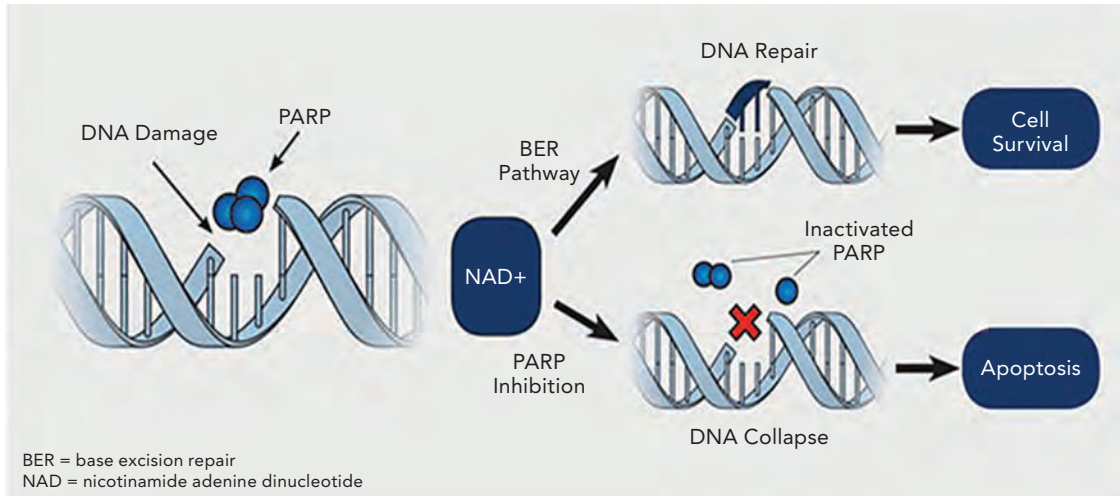 DNA Damage
PARP
NAD+
BER
Pathway
DNA Repair
Cell
Survival
PARP
Inhibition
Inactivated
PARP
DNA Collapse
Apoptosis
BER = base excision repair
NAD = nicotinamide adenine dinucleotide